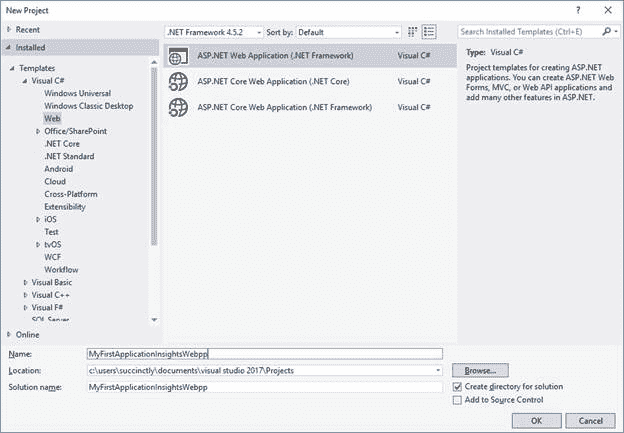 New Project
Recent
.NET Framework 4.5.2 Sort by: Default Search Installed Templates (Ctrl+E)
Installed
Templates
Visual C#
Windows Universal
Windows Classic Desktop
Web
Office/SharePoint
.NET Core
.NET Standard
Android
Cloud
Cross-Platform
Extensibility
iOS
Test
tvOS
WCF
Workflow
Visual Basic
Visual C++
Visual F#
SQL Server
Online
ASP.NET Web Application (.NET Framework) Visual C#
ASP.NET Core Web Application (.NET Core) Visual C#
ASP.NET Core Web Application (.NET Framework) Visual C#
Type: Visual C#
Project templates for creating ASP.NET
applications. You can create ASP.NET Web
Forms, MVC, or Web API applications and
add many other features in ASP.NET.
Name: MyFirstApplicationInsightsWebpp
Location: c:\users\succinctly\documents\visual studio 2017\Projects Browse...
Solution name: MyFirstApplicationInsightsWebpp Create directory for solution
Add to Source Control
OK Cancel